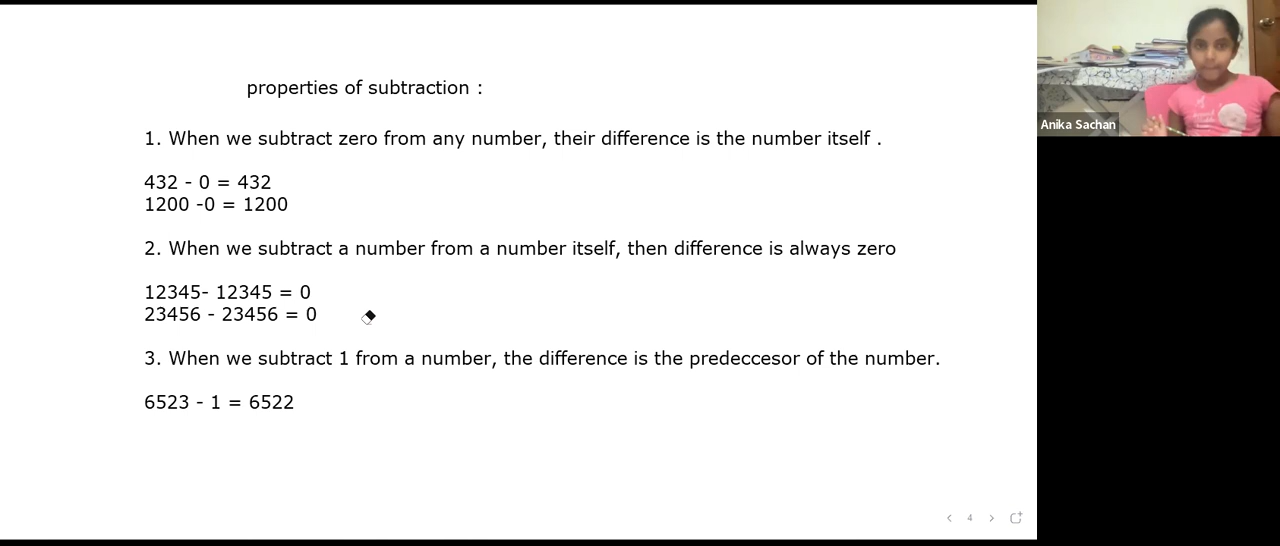 properties of subtraction :
1. When we subtract zero from any number, their difference is the number itself .
432 - 0 = 432
1200 -0 = 1200
2. When we subtract a number from a number itself, then difference is always zero
12345- 12345 = 0
23456 - 23456 = 0
3. When we subtract 1 from a number, the difference is the predeccesor of the number.
6523 - 1 = 6522
4
Anika Sachan